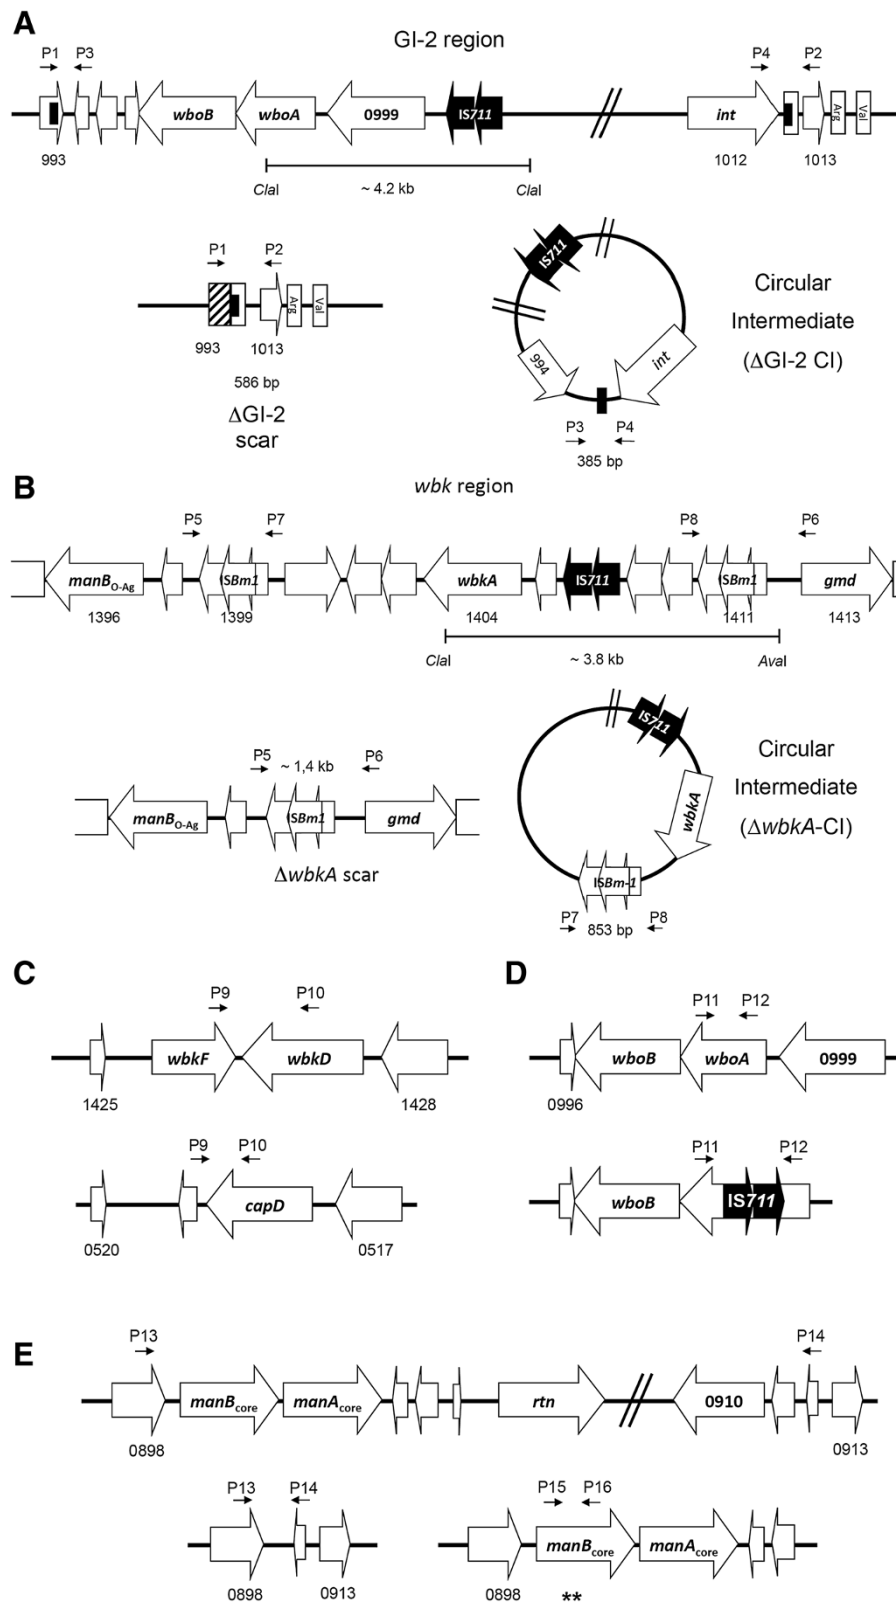 A
GI-2 region
P1 P3 P4 P2
wboB wboA 0999 IS711 int Arg Val
993 1012 1013
ClaI ~ 4.2 kb ClaI
P1 P2
Arg Val
993 1013
586 bp
ΔGI-2
scar
IS711
994 int
P3 P4
385 bp
Circular
Intermediate
(ΔGI-2 CI)
B
wbk region
P5 P7 P8 P6
manBO-Ag ISBm1 wbkA IS711 ISBm1 gmd
1396 1399 1404 1411 1413
ClaI ~ 3.8 kb AvaI
P5 ~ 1,4 kb P6
manBO-Ag ISBm1 gmd
ΔwbkA scar
IS711
wbkA
ISBm-1
P7 853 bp P8
Circular
Intermediate
(ΔwbkA-CI)
C
P9 P10
wbkF wbkD
1425 1428
P9 P10
capD
0520 0517
D
P11 P12
wboB wboA 0999
0996
P11 P12
wboB IS711
E
P13 P14
manBcore manAcore rtn 0910
0898 0913
P13 P14
0898 0913
P15 P16
manBcore manAcore
0898 **